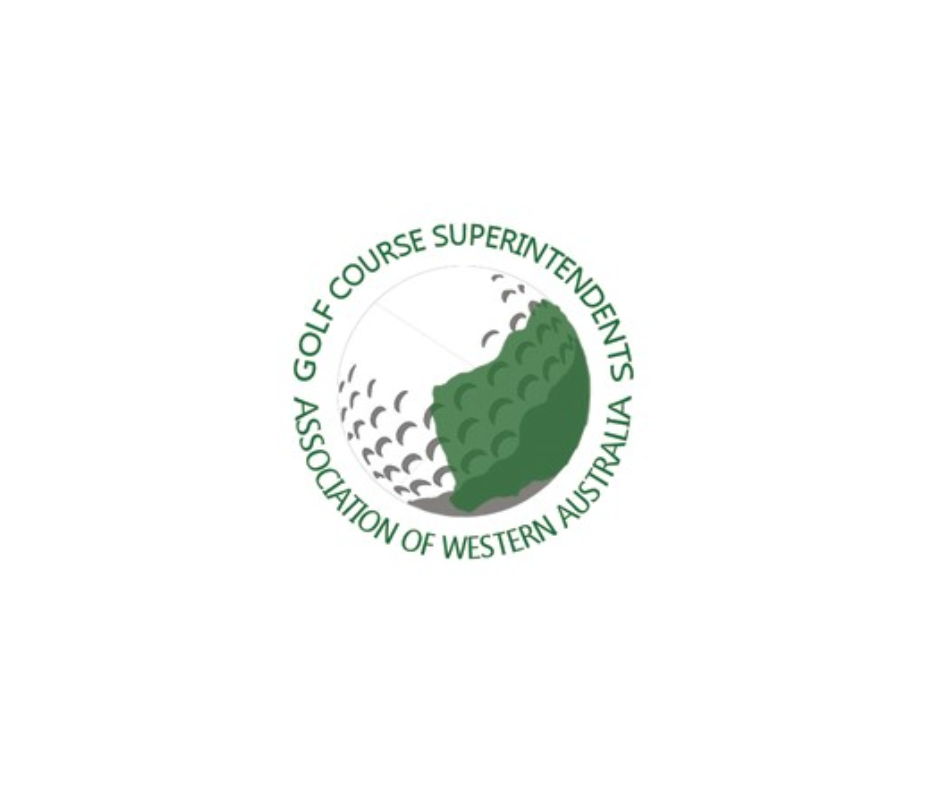 GOLF COURSE SUPERINTENDENTS
ASSOCIATION OF WESTERN AUSTRALIA